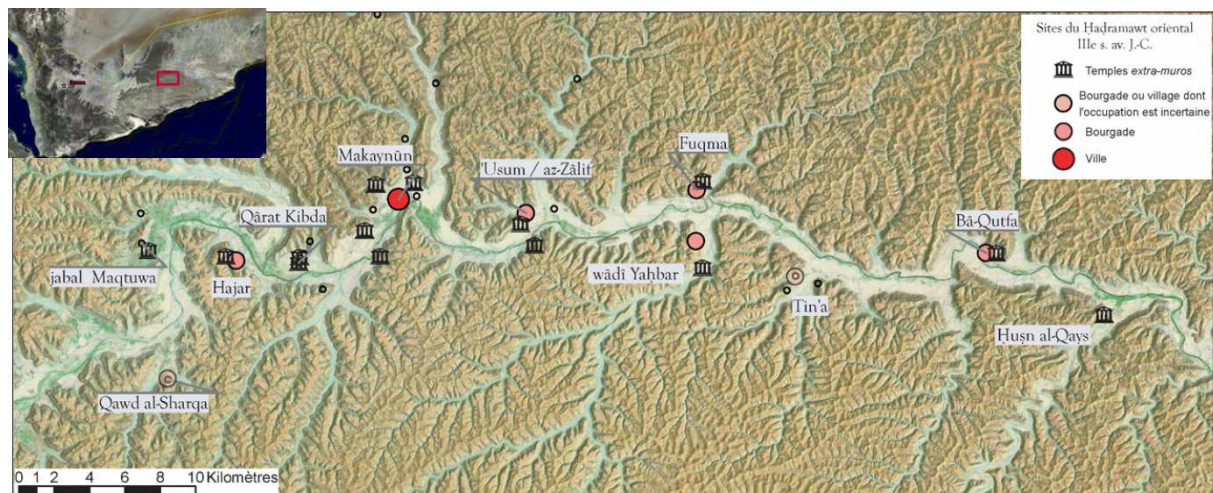 Sites du Ḥaḍramawt oriental
IIIe s. av. J.-C.
Temples extra-muros
Bourgade ou village dont
l'occupation est incertaine
Bourgade
Ville
Makaynûn
'Usum / az-Zâlif
Fuqma
Qârat Kibda
Bâ-Qutfa
jabal Maqtuwa
Hajar
wâdî Yaḥbar
Tin'a
Ḥuṣn al-Qays
Qawd al-Sharqa
0 1 2 4 6 8 10 Kilomètres